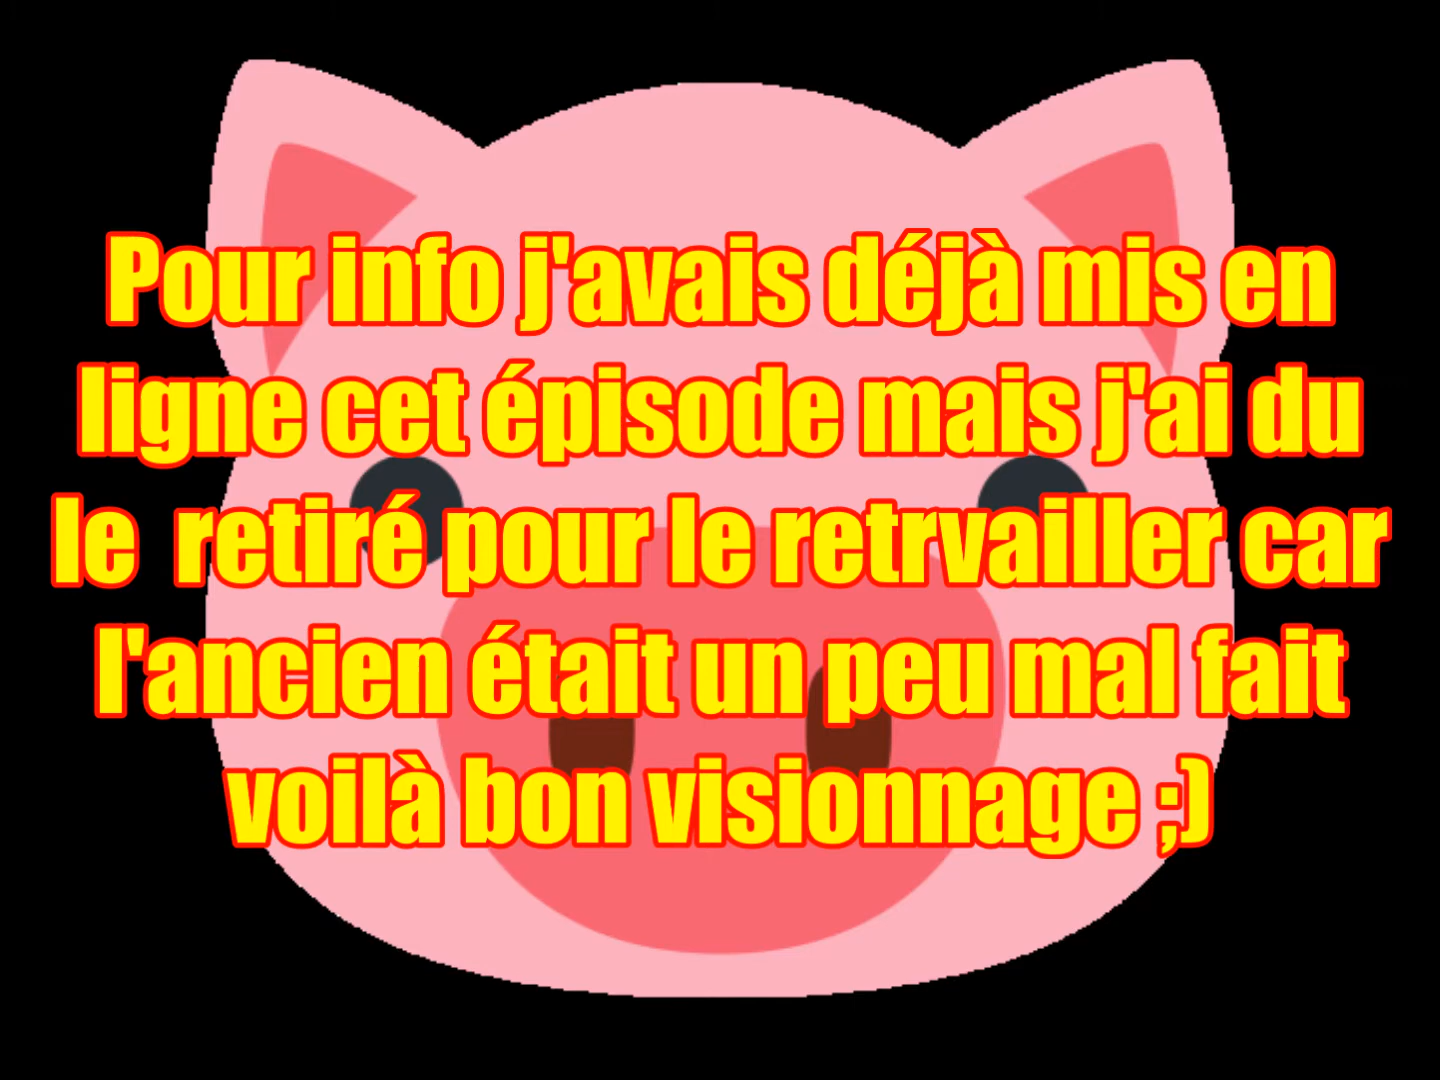 Pour info j'avais déjà mis en
ligne cet épisode mais j'ai du
le  retiré pour le retrvailler car
l'ancien était un peu mal fait
voilà bon visionnage ;)